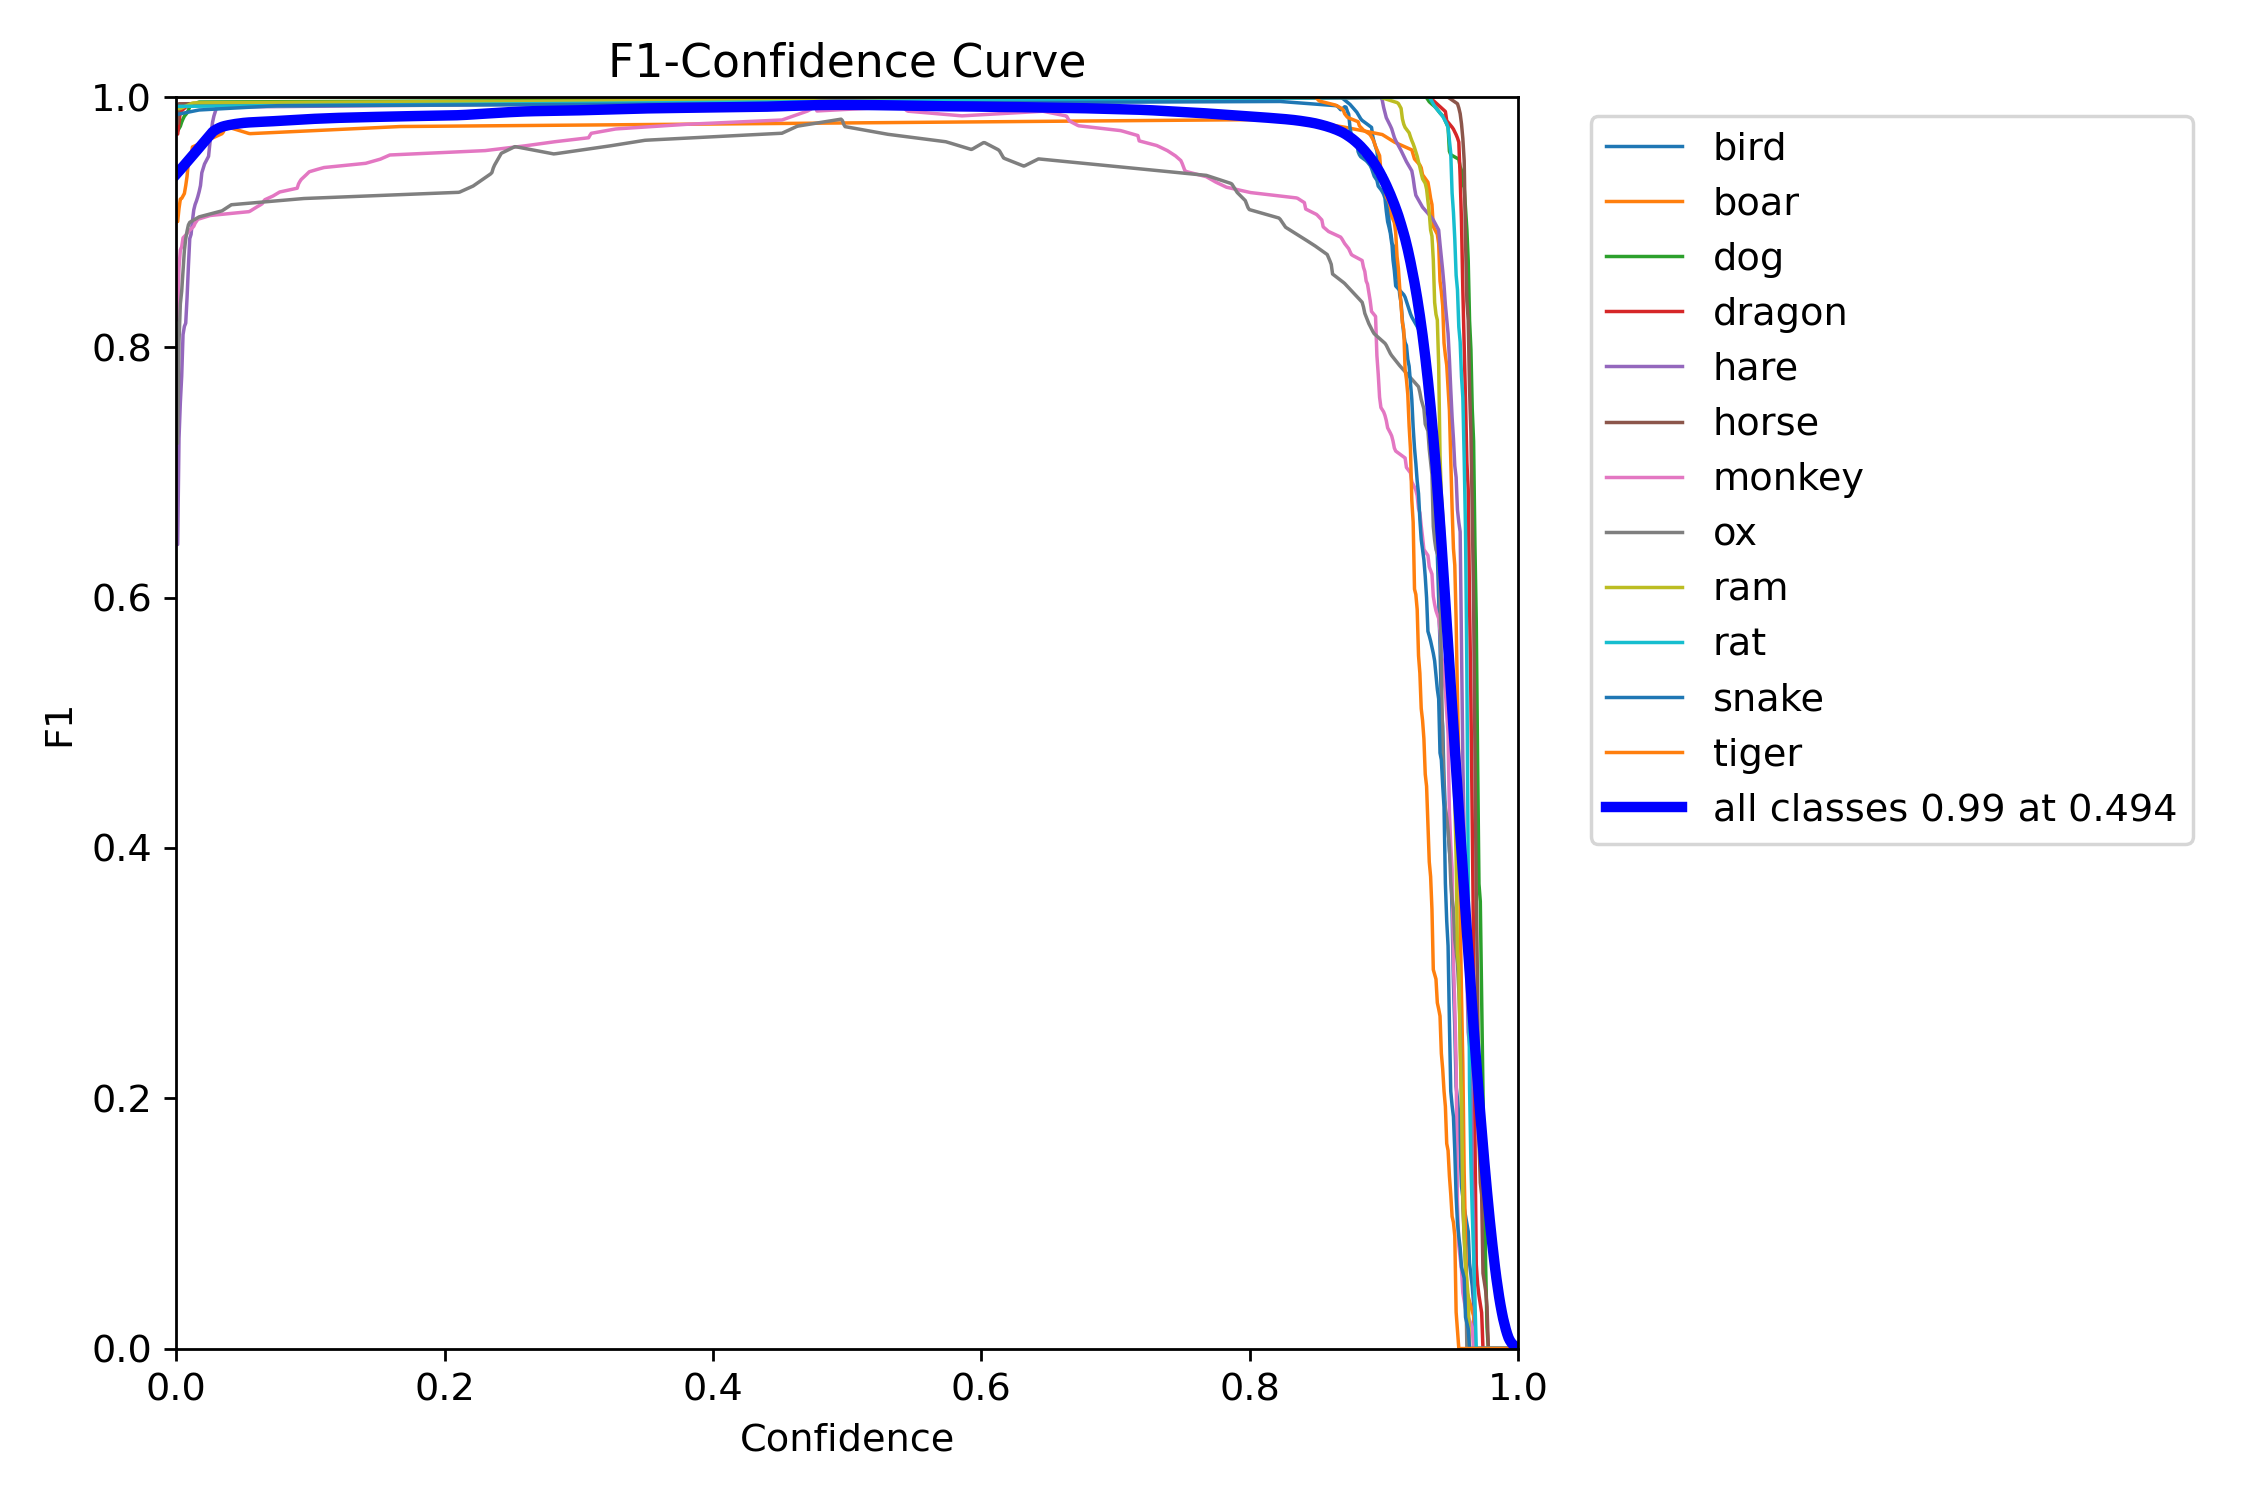 F1-Confidence Curve
1.0
0.8
0.6
0.4
0.2
0.0
F1
0.0 0.2 0.4 0.6 0.8 1.0
Confidence
bird
boar
dog
dragon
hare
horse
monkey
ox
ram
rat
snake
tiger
all classes 0.99 at 0.494